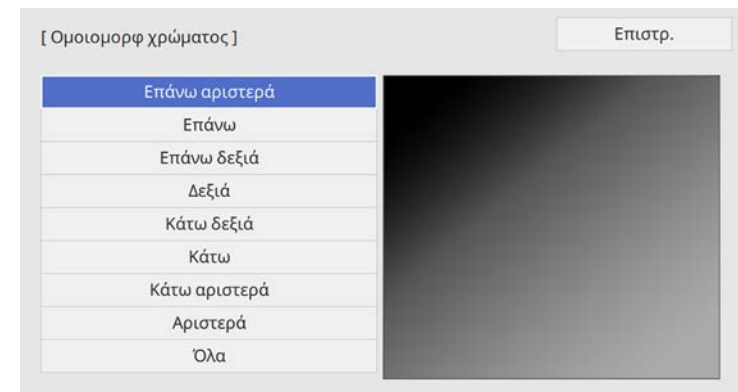 [ Ομοιομορφ χρώματος ]
Επιστρ.
Επάνω αριστερά
Επάνω
Επάνω δεξιά
Δεξιά
Κάτω δεξιά
Κάτω
Κάτω αριστερά
Αριστερά
Όλα